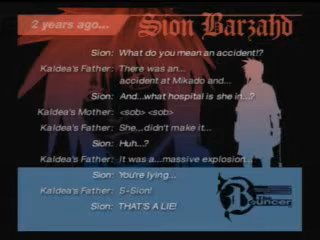 2 years ago...
Sion Barzahd
Sion: What do you mean an accident!?
Kaldea's Father: There was an...
accident at Mikado and...
Sion: And...what hospital is she in...?
Kaldea's Mother: <sob> <sob>
Kaldea's Father: She...didn't make it...
Sion: Huh...?
Kaldea's Father: It was a...massive explosion...
Sion: You're lying...
Kaldea's Father: S-Sion!
Sion: THAT'S A LIE!
The
Bouncer